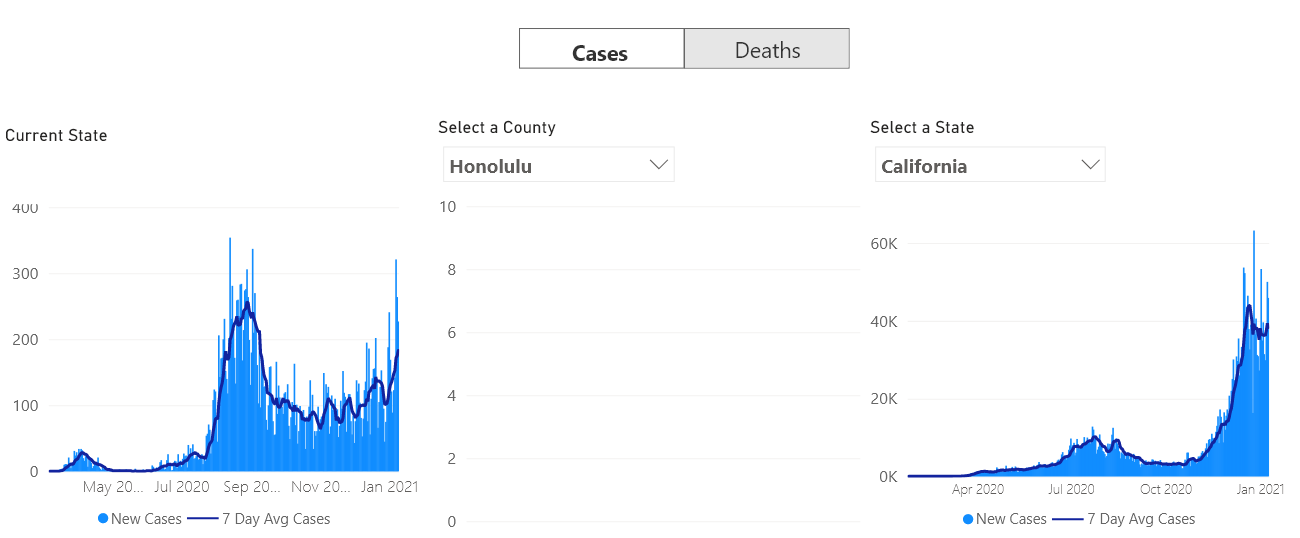 Cases
Deaths
Current State
400
300
200
100
0
May 20...
Jul 2020
Sep 20...
Nov 20...
Jan 2021
New Cases
7 Day Avg Cases
Select a County
Honolulu
10
8
6
4
2
0
Select a State
California
60K
40K
20K
0K
Apr 2020
Jul 2020
Oct 2020
Jan 2021
New Cases
7 Day Avg Cases